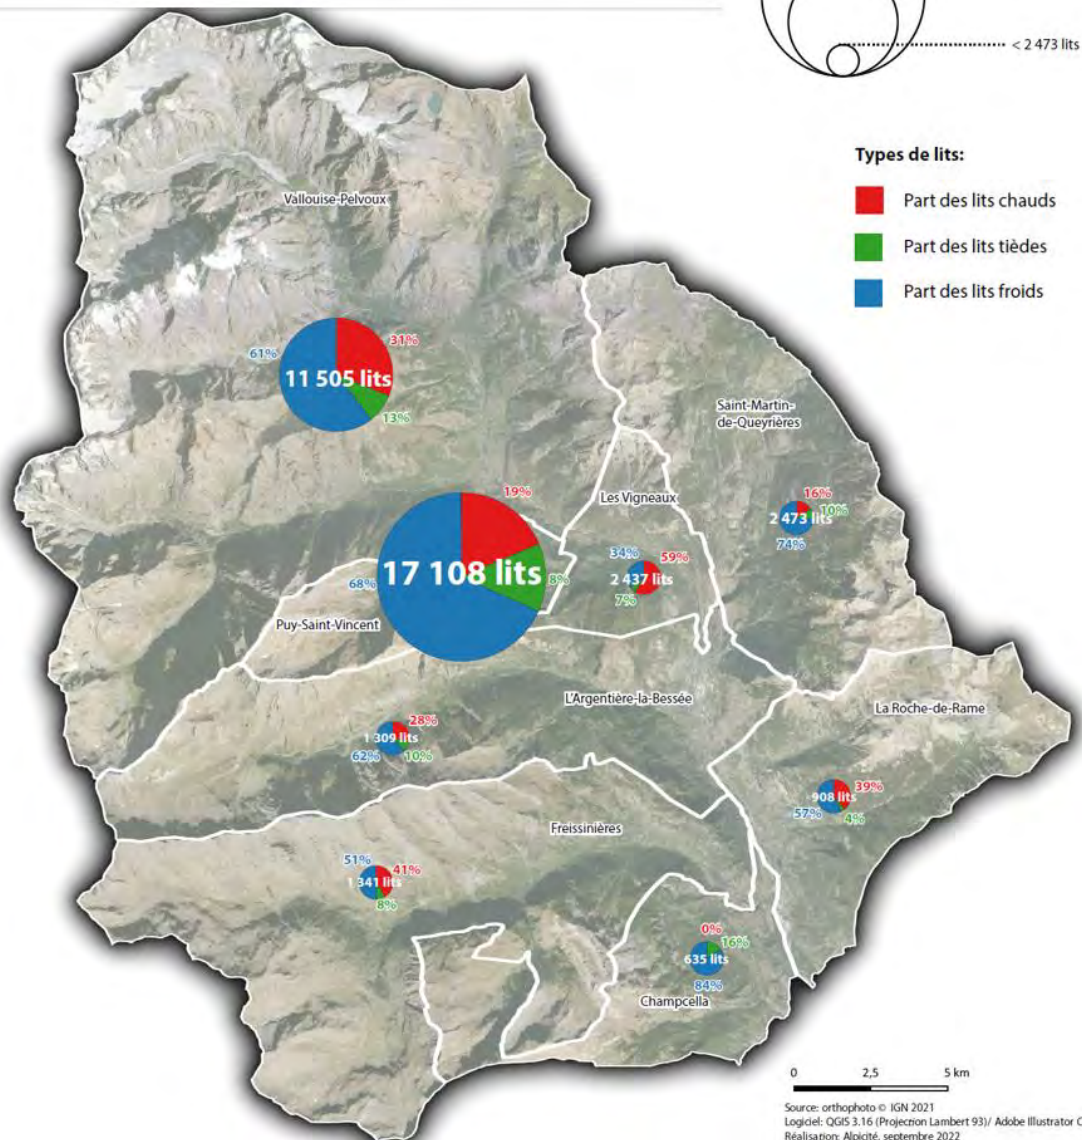 < 2 473 lits
Types de lits:
Part des lits chauds
Part des lits tièdes
Part des lits froids
Vallouise-Pelvoux
61%
31%
11 505 lits
13%
Saint-Martin-
de-Queyrières
16%
10%
2 473 lits
74%
Les Vigneaux
34%
59%
2 437 lits
7%
19%
17 108 lits
8%
68%
Puy-Saint-Vincent
L'Argentière-la-Bessée
28%
1 309 lits
62%
10%
La Roche-de-Rame
39%
908 lits
57%
4%
Freissinières
51%
41%
1 341 lits
8%
0%
16%
635 lits
84%
Champcella
0 2,5 5 km
Source: orthophoto © IGN 2021
Logiciel: QGIS 3.16 (Projection Lambert 93)/ Adobe Illustrator
Réalisation: Alpicité, septembre 2022